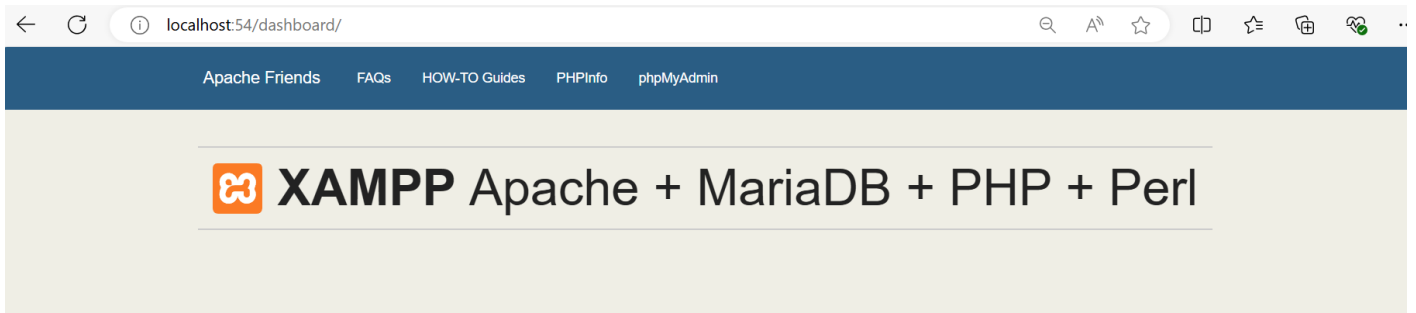 localhost:54/dashboard/
Apache Friends FAQs HOW-TO Guides PHPInfo phpMyAdmin
XAMPP Apache + MariaDB + PHP + Perl